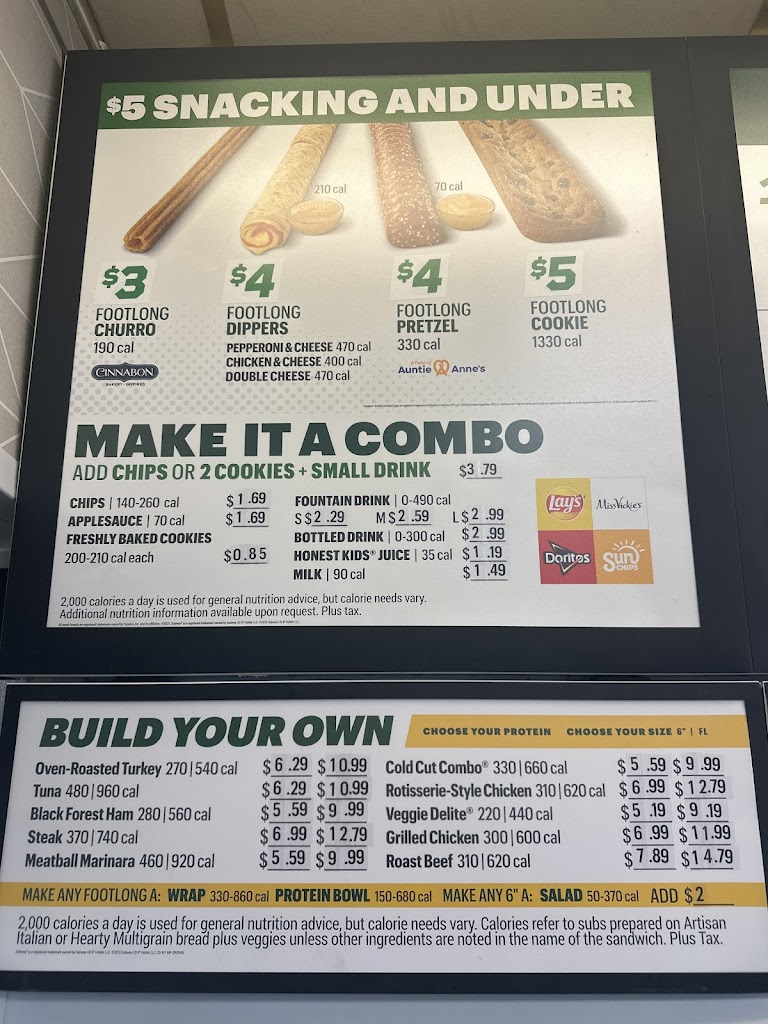 $5 SNACKING AND UNDER
210 cal
70 cal
$3
FOOTLONG
CHURRO
190 cal
CINNABON
BAKERY INSPIRED
$4
FOOTLONG
DIPPERS
PEPPERONI & CHEESE 470 cal
CHICKEN & CHEESE 400 cal
DOUBLE CHEESE 470 cal
$4
FOOTLONG
PRETZEL
330 cal
Auntie Anne's
$5
FOOTLONG
COOKIE
1330 cal
MAKE IT A COMBO
ADD CHIPS OR 2 COOKIES + SMALL DRINK $3.79
CHIPS | 140-260 cal $1.69
APPLESAUCE | 70 cal $1.69
FRESHLY BAKED COOKIES
200-210 cal each $0.85
FOUNTAIN DRINK | 0-490 cal
S $2.29 M $2.59 L $2.99
BOTTLED DRINK | 0-300 cal $2.99
HONEST KIDS® JUICE | 35 cal $1.19
MILK | 90 cal $1.49
Lay's
Miss Vickie's
Doritos
Sun
CHIPS
2,000 calories a day is used for general nutrition advice, but calorie needs vary.
Additional nutrition information available upon request. Plus tax.
BUILD YOUR OWN
CHOOSE YOUR PROTEIN CHOOSE YOUR SIZE 6" | FL
Oven-Roasted Turkey 270 | 540 cal $6.29 $10.99
Tuna 480 | 960 cal $6.29 $10.99
Black Forest Ham 280 | 560 cal $5.59 $9.99
Steak 370 | 740 cal $6.99 $12.79
Meatball Marinara 460 | 920 cal $5.59 $9.99
Cold Cut Combo® 330 | 660 cal $5.59 $9.99
Rotisserie-Style Chicken 310 | 620 cal $6.99 $12.79
Veggie Delite® 220 | 440 cal $5.19 $9.19
Grilled Chicken 300 | 600 cal $6.99 $11.99
Roast Beef 310 | 620 cal $7.89 $14.79
MAKE ANY FOOTLONG A: WRAP 330-860 cal PROTEIN BOWL 150-680 cal MAKE ANY 6" A: SALAD 50-370 cal ADD $2
2,000 calories a day is used for general nutrition advice, but calorie needs vary. Calories refer to subs prepared on Artisan
Italian or Hearty Multigrain bread plus veggies unless other ingredients are noted in the name of the sandwich. Plus Tax.